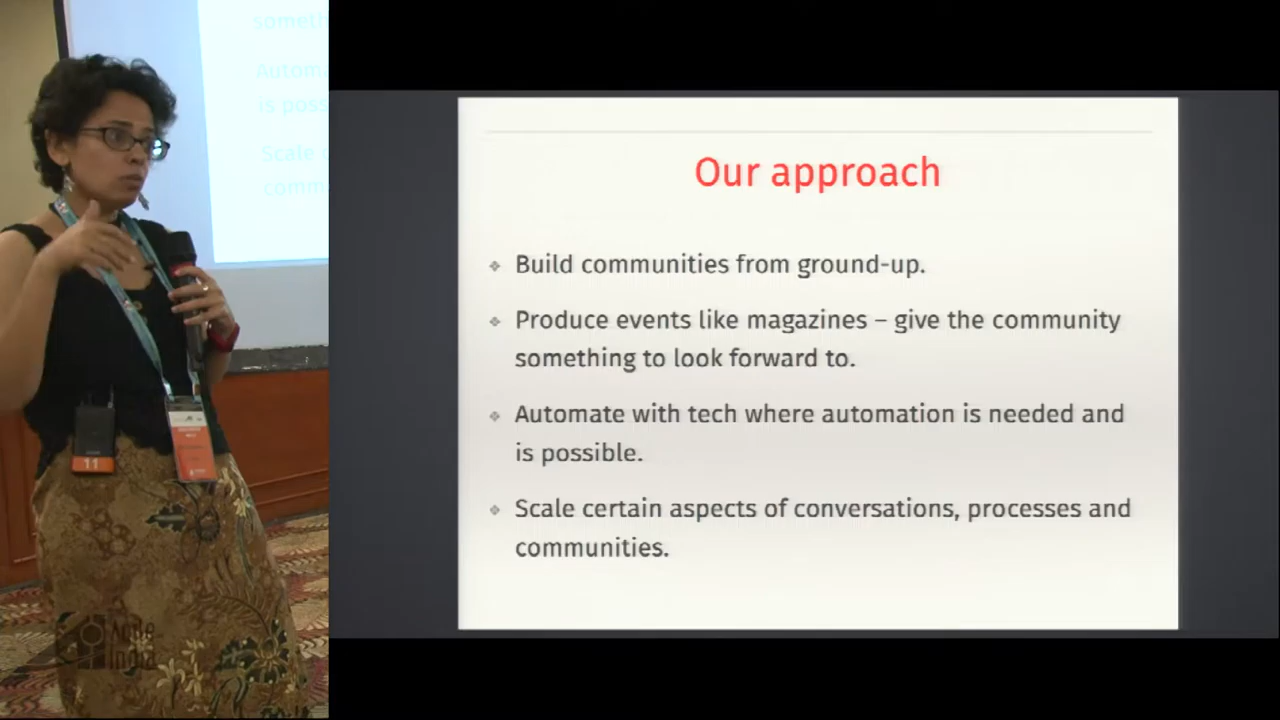 someth
Autom
is poss
Scale
comm
11
Agile
India
Our approach
Build communities from ground-up.
Produce events like magazines – give the community
something to look forward to.
Automate with tech where automation is needed and
is possible.
Scale certain aspects of conversations, processes and
communities.